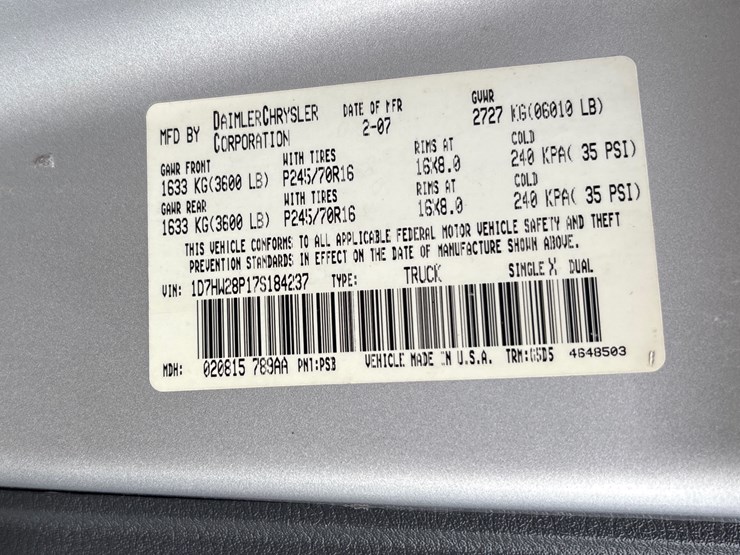 MFD BY DAIMLERCHRYSLER CORPORATION DATE OF MFR 2-07 GVWR 2727 KG(06010 LB)
GAWR FRONT WITH TIRES RIMS AT COLD
1633 KG(3600 LB) P245/70R16 16X8.0 240 KPA( 35 PSI)
GAWR REAR WITH TIRES RIMS AT COLD
1633 KG(3600 LB) P245/70R16 16X8.0 240 KPA( 35 PSI)
THIS VEHICLE CONFORMS TO ALL APPLICABLE FEDERAL MOTOR VEHICLE SAFETY AND THEFT
PREVENTION STANDARDS IN EFFECT ON THE DATE OF MANUFACTURE SHOWN ABOVE.
VIN: 1D7HW28P17S184237 TYPE: TRUCK SINGLE X DUAL
MDH: 020815 789AA PNT:PS3 VEHICLE MADE IN U.S.A. TRM:G5D5 4648503